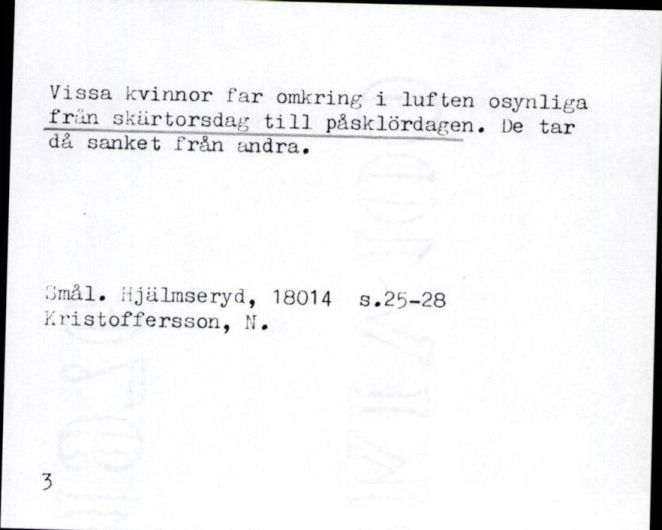 Vissa kvinnor far omkring i luften osynliga
från skärtorsdag till påsklördagen. De tar
då sanket från andra.
Smål. Hjälmseryd, 18014 s.25-28
Kristoffersson, N.
3